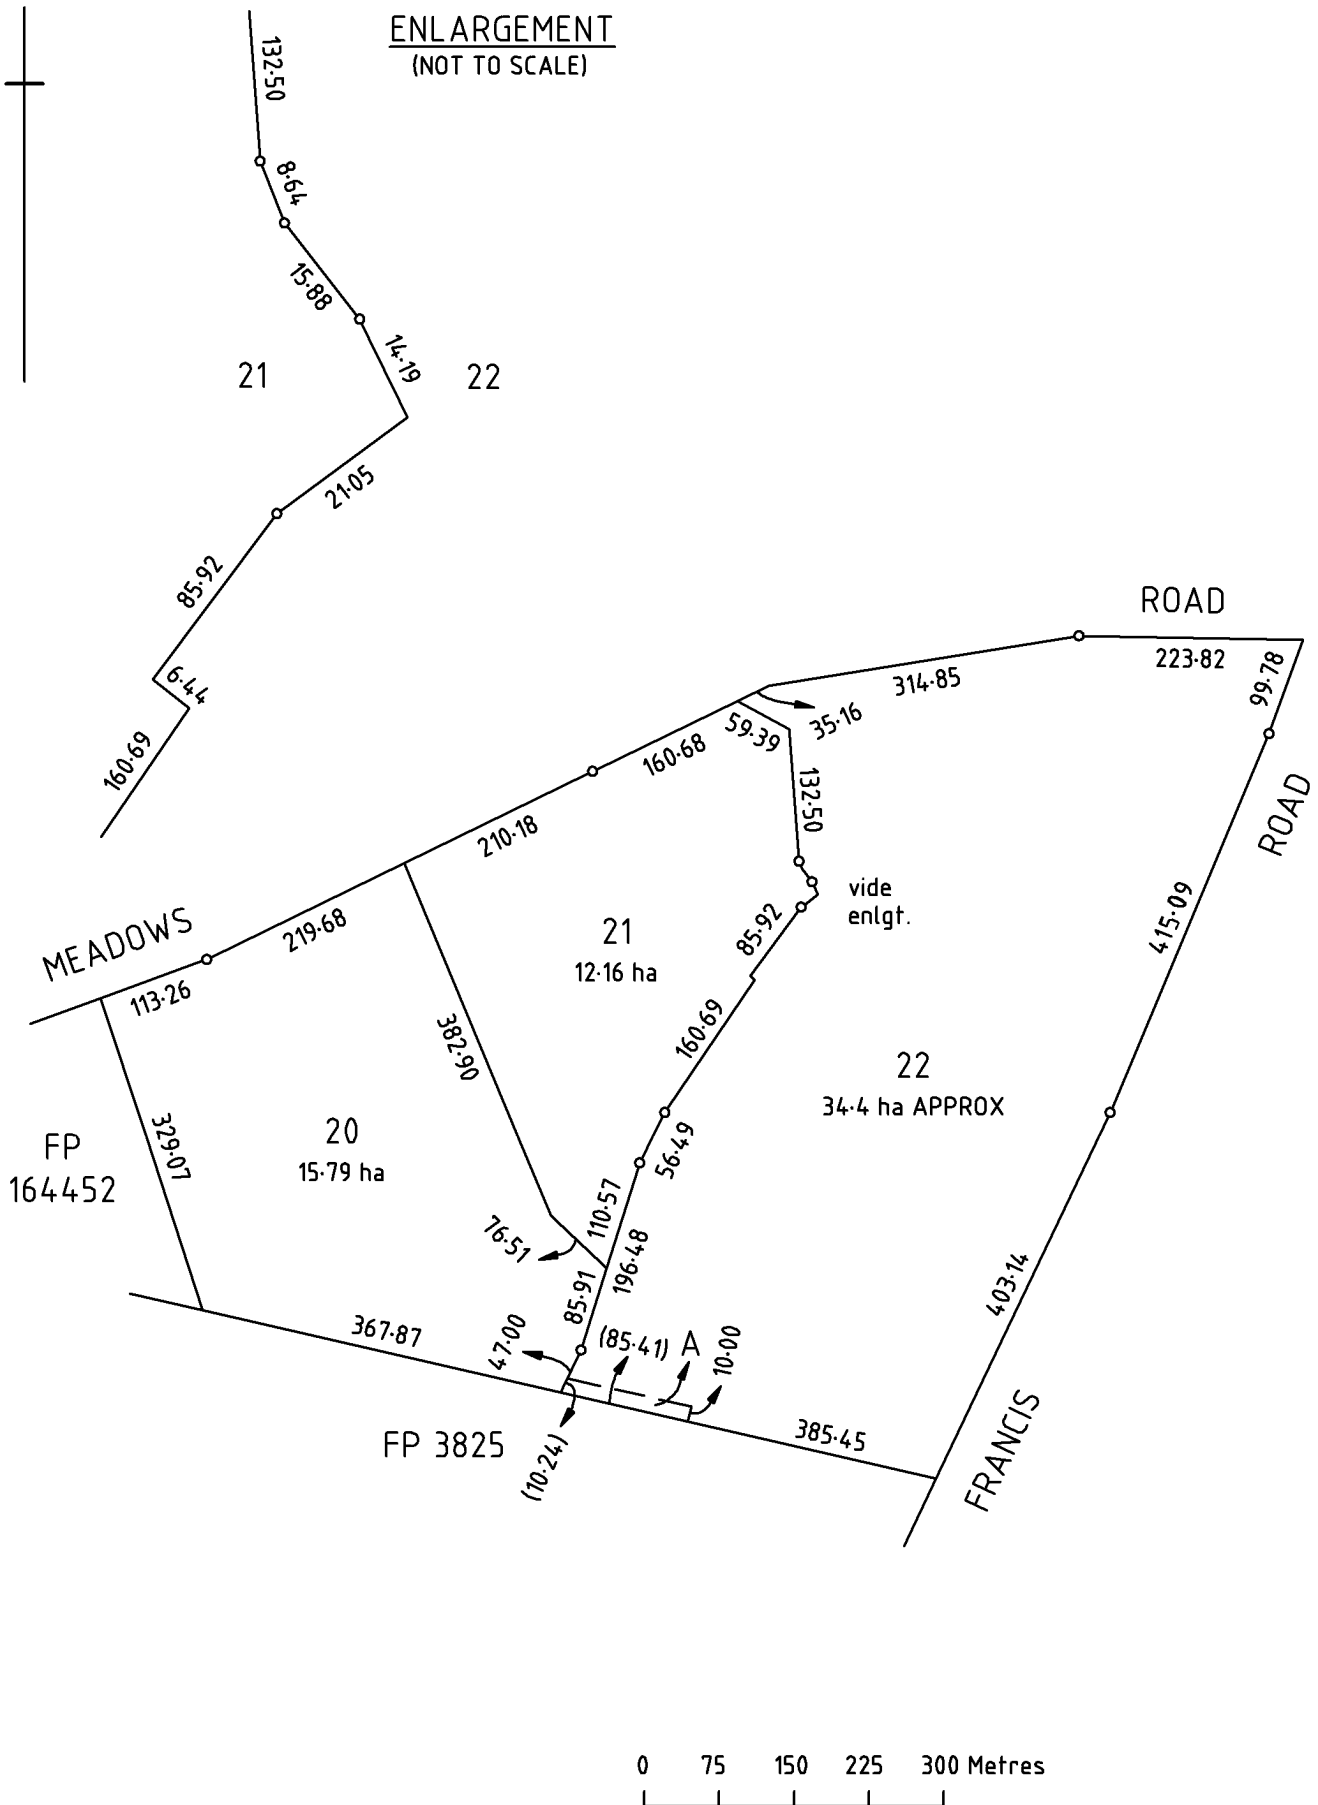 ENLARGEMENT
(NOT TO SCALE)
132·50
8·64
15·88
14·19
21
22
21·05
85·92
6·44
160·69
ROAD
223·82
99·78
314·85
35·16
59·39
160·68
132·50
210·18
ROAD
vide
enlgt.
415·09
85·92
MEADOWS
219·68
21
12·16 ha
113·26
382·90
160·69
22
34·4 ha APPROX
FP
164452
329·07
20
15·79 ha
56·49
110·57
76·51
196·48
403·14
85·91
367·87
47·00
(85·41)
A
10·00
385·45
FP 3825
(10·24)
FRANCIS
0 75 150 225 300 Metres